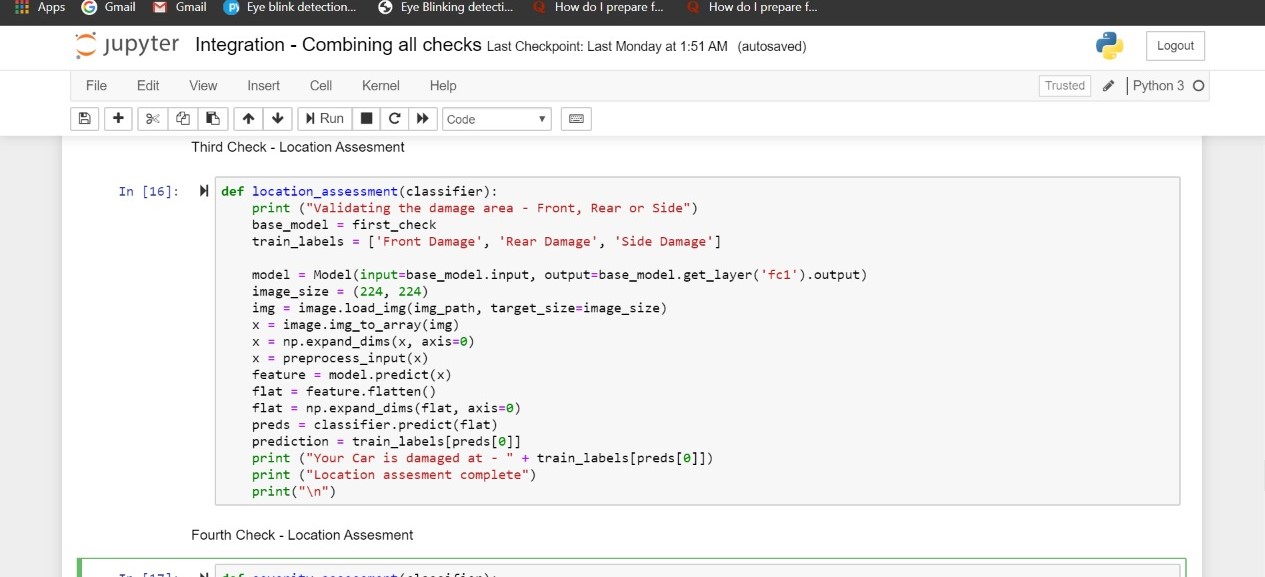 Apps Gmail Gmail Eye blink detection... Eye Blinking detecti... How do I prepare f... How do I prepare f...
jupyter Integration - Combining all checks Last Checkpoint: Last Monday at 1:51 AM (autosaved) Logout
File Edit View Insert Cell Kernel Help Trusted Python 3
Run Code
Third Check - Location Assesment
In [16]: def location_assessment(classifier):
print ("Validating the damage area - Front, Rear or Side")
base_model = first_check
train_labels = ['Front Damage', 'Rear Damage', 'Side Damage']
model = Model(input=base_model.input, output=base_model.get_layer('fc1').output)
image_size = (224, 224)
img = image.load_img(img_path, target_size=image_size)
x = image.img_to_array(img)
x = np.expand_dims(x, axis=0)
x = preprocess_input(x)
feature = model.predict(x)
flat = feature.flatten()
flat = np.expand_dims(flat, axis=0)
preds = classifier.predict(flat)
prediction = train_labels[preds[0]]
print ("Your Car is damaged at - " + train_labels[preds[0]])
print ("Location assesment complete")
print("\n")
Fourth Check - Location Assesment
In [17]: def severity_assessment(classifier):